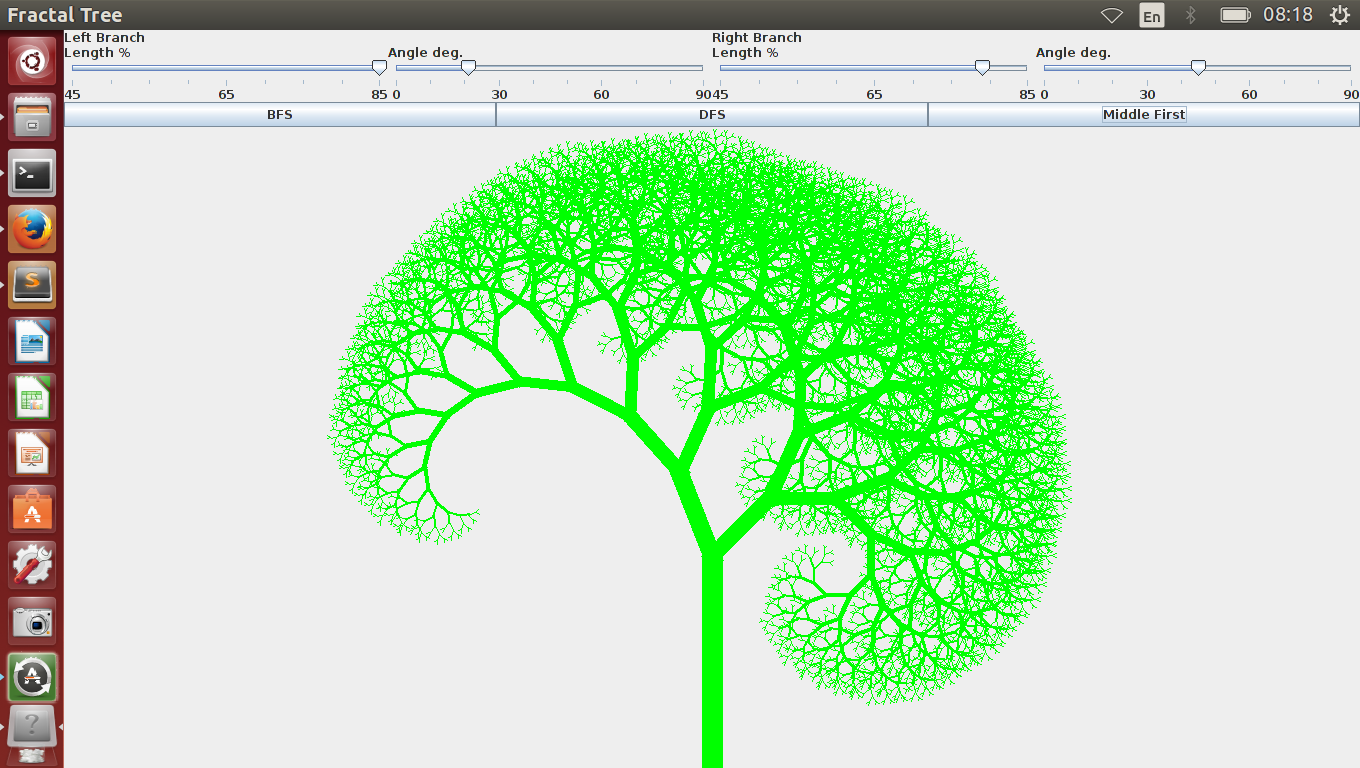 Fractal Tree En 08:18
Left Branch Right Branch
Length % Angle deg. Length % Angle deg.
45 65 85 0 30 60 90 45 65 85 0 30 60 90
BFS DFS Middle First